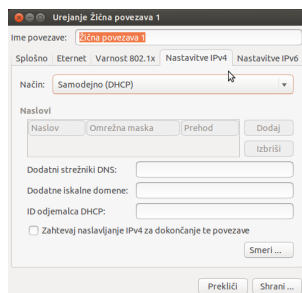 Urejanje Žična povezava 1
Ime povezave: Žična povezava 1
Splošno Eternet Varnost 802.1x Nastavitve IPv4 Nastavitve IPv6
Način: Samodejno (DHCP)
Naslovi
Naslov Omrežna maska Prehod Dodaj
Izbriši
Dodatni strežniki DNS:
Dodatne iskalne domene:
ID odjemalca DHCP:
Zahtevaj naslavljanje IPv4 za dokončanje te povezave
Smeri ...
Prekliči Shrani ...